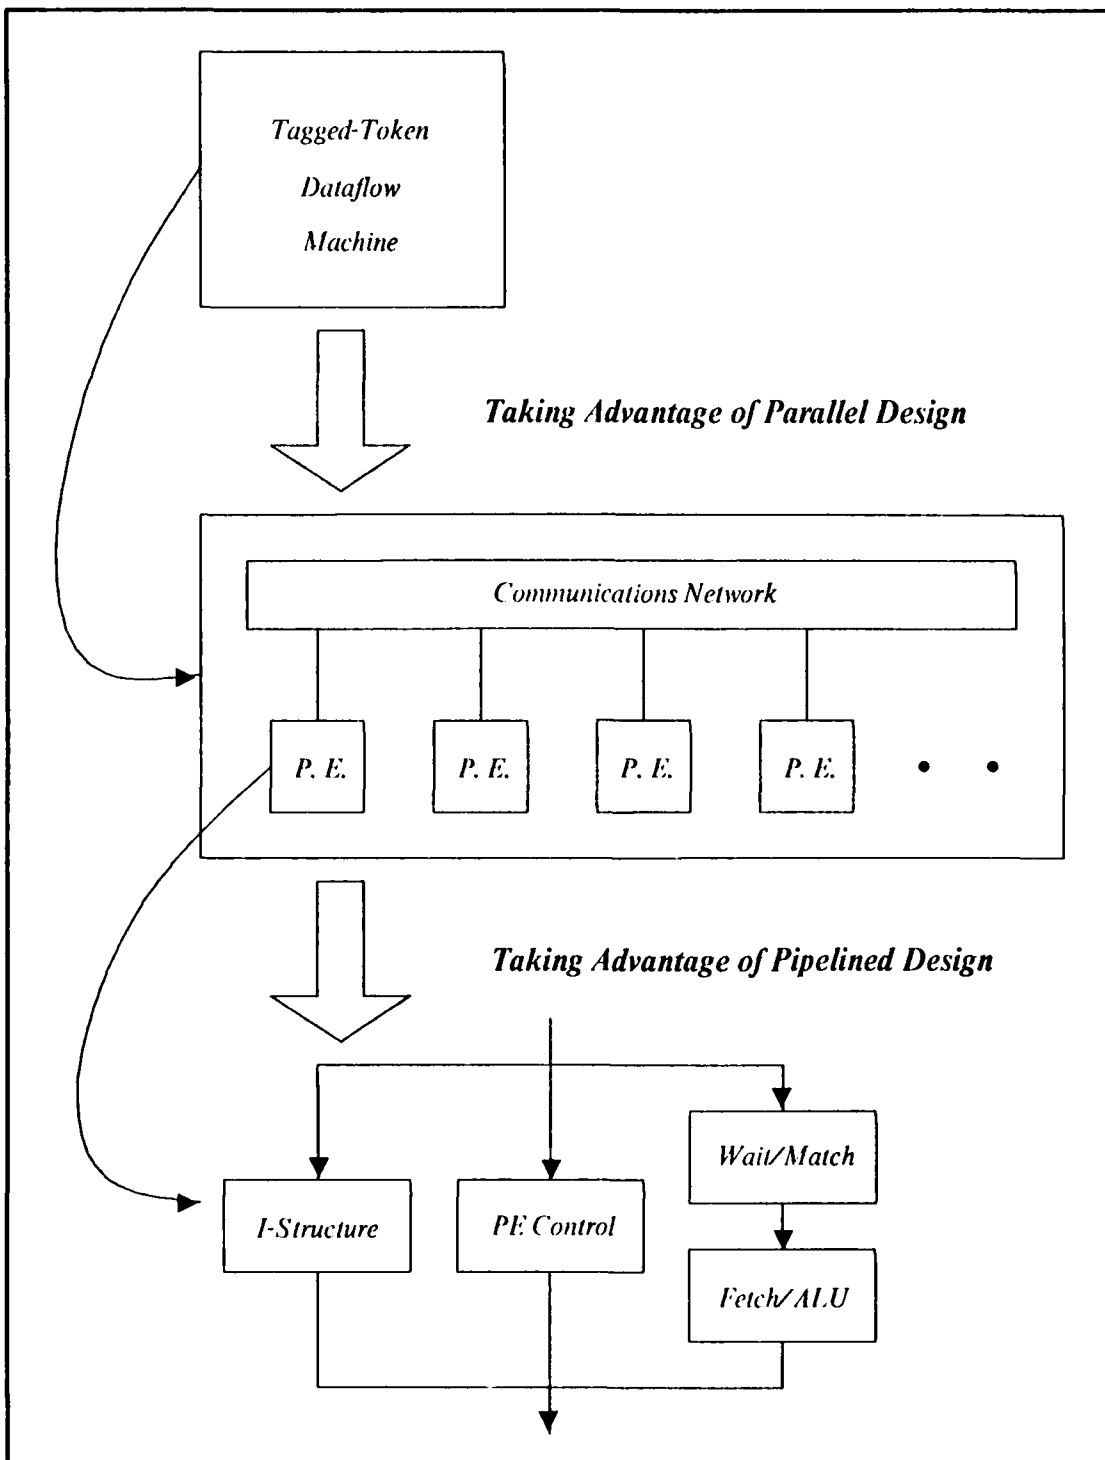 Tagged-Token
Dataflow
Machine
Taking Advantage of Parallel Design
Communications Network
P. E.
P. E.
P. E.
P. E.
Taking Advantage of Pipelined Design
Wait/Match
I-Structure
PE Control
Fetch/ALU